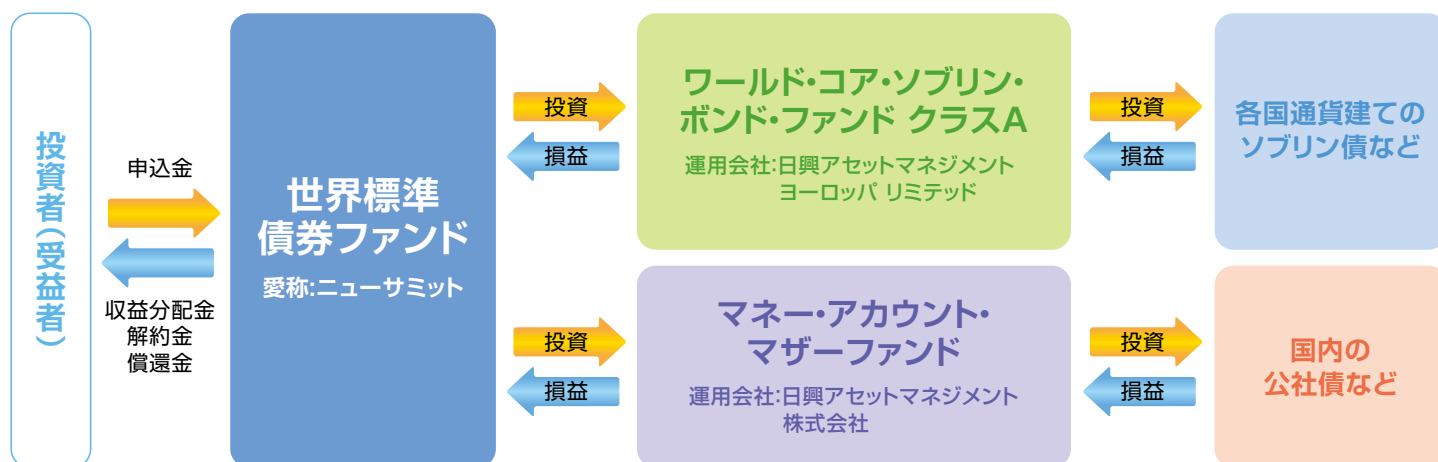 投資者(受益者)
申込金
収益分配金
解約金
償還金
世界標準
債券ファンド
愛称:ニューサミット
投資
損益
ワールド・コア・ソブリン・
ボンド・ファンド クラスA
運用会社:日興アセットマネジメント
ヨーロッパ リミテッド
投資
損益
各国通貨建ての
ソブリン債など
投資
損益
マネー・アカウント・
マザーファンド
運用会社:日興アセットマネジメント
株式会社
投資
損益
国内の
公社債など